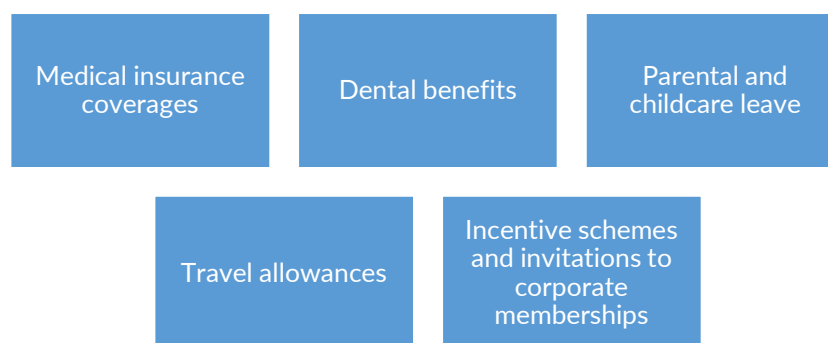 Medical insurance
coverages
Dental benefits
Parental and
childcare leave
Travel allowances
Incentive schemes
and invitations to
corporate
memberships